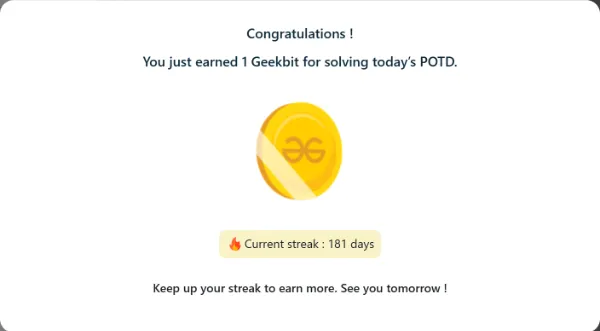 Congratulations !
You just earned 1 Geekbit for solving today's POTD.
Current streak : 181 days
Keep up your streak to earn more. See you tomorrow !